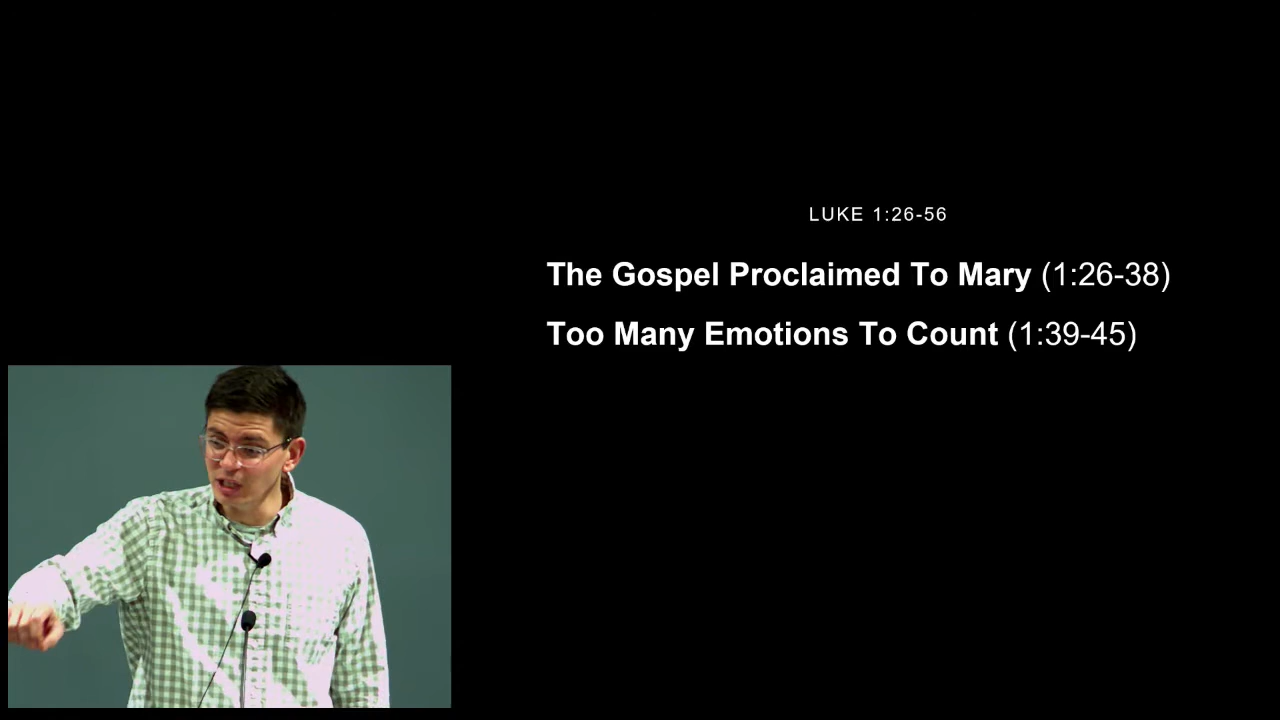 LUKE 1:26-56
The Gospel Proclaimed To Mary (1:26-38)
Too Many Emotions To Count (1:39-45)